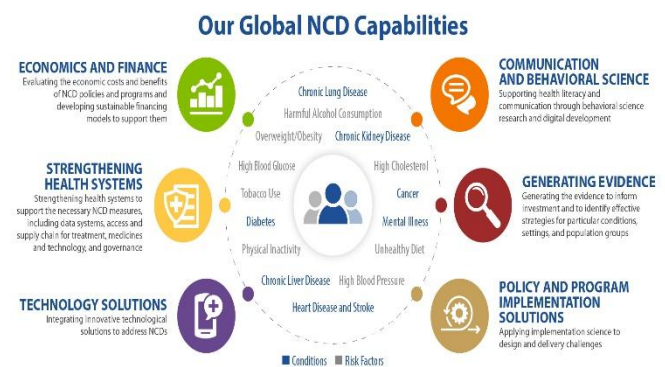 Our Global NCD Capabilities
ECONOMICS AND FINANCE
Evaluating the economic costs and benefits
of NCD policies and programs and
developing sustainable financing
models to support them
STRENGTHENING
HEALTH SYSTEMS
Strengthening health systems to
support the necessary NCD measures,
including data systems, access and
supply chain for treatment, medicines
and technology, and governance
TECHNOLOGY SOLUTIONS
Integrating innovative technological
solutions to address NCDs
Chronic Lung Disease
Harmful Alcohol Consumption
Overweight/Obesity Chronic Kidney Disease
High Blood Glucose High Cholesterol
Tobacco Use Cancer
Diabetes Mental Illness
Physical Inactivity Unhealthy Diet
Chronic Liver Disease High Blood Pressure
Heart Disease and Stroke
COMMUNICATION
AND BEHAVIORAL SCIENCE
Supporting health literacy and
communication through behavioral science
research and digital development
GENERATING EVIDENCE
Generating the evidence to inform
investment and to identify effective
strategies for particular conditions,
settings, and population groups
POLICY AND PROGRAM
IMPLEMENTATION
SOLUTIONS
Applying implementation science to
design and delivery challenges
Conditions Risk Factors